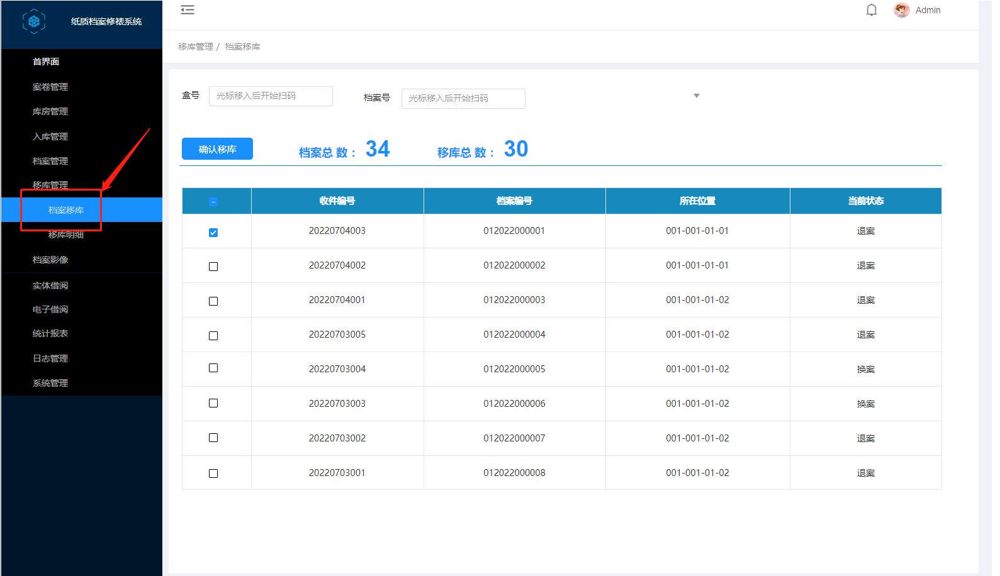 纸质档案修裱系统
Admin
首界面
案卷管理
库房管理
入库管理
档案管理
移库管理
档案移库
移库明细
档案影像
实体借阅
电子借阅
统计报表
日志管理
系统管理
移库管理 / 档案移库
盒号 光标移入后开始扫码 档案号 光标移入后开始扫码
确认移库 档案总 数： 34 移库总 数： 30
收件编号 档案编号 所在位置 当前状态
20220704003 012022000001 001-001-01-01 退案
20220704002 012022000002 001-001-01-01 退案
20220704001 012022000003 001-001-01-02 退案
20220703005 012022000004 001-001-01-02 退案
20220703004 012022000005 001-001-01-02 换案
20220703003 012022000006 001-001-01-02 换案
20220703002 012022000007 001-001-01-02 退案
20220703001 012022000008 001-001-01-02 退案